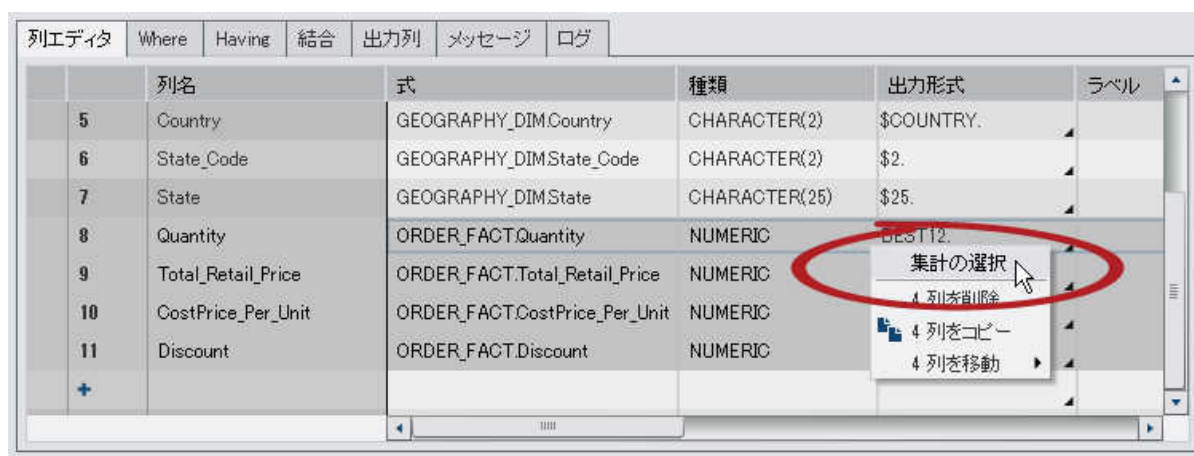 列エディタ Where Having 結合 出力列 メッセージ ログ
列名 式 種類 出力形式 ラベル
5 Country GEOGRAPHY_DIM.Country CHARACTER(2) $COUNTRY.
6 State_Code GEOGRAPHY_DIM.State_Code CHARACTER(2) $2.
7 State GEOGRAPHY_DIM.State CHARACTER(25) $25.
8 Quantity ORDER_FACT.Quantity NUMERIC BEST12.
集計の選択
9 Total_Retail_Price ORDER_FACT.Total_Retail_Price NUMERIC
4 列を削除
10 CostPrice_Per_Unit ORDER_FACT.CostPrice_Per_Unit NUMERIC
4 列をコピー
11 Discount ORDER_FACT.Discount NUMERIC
4 列を移動